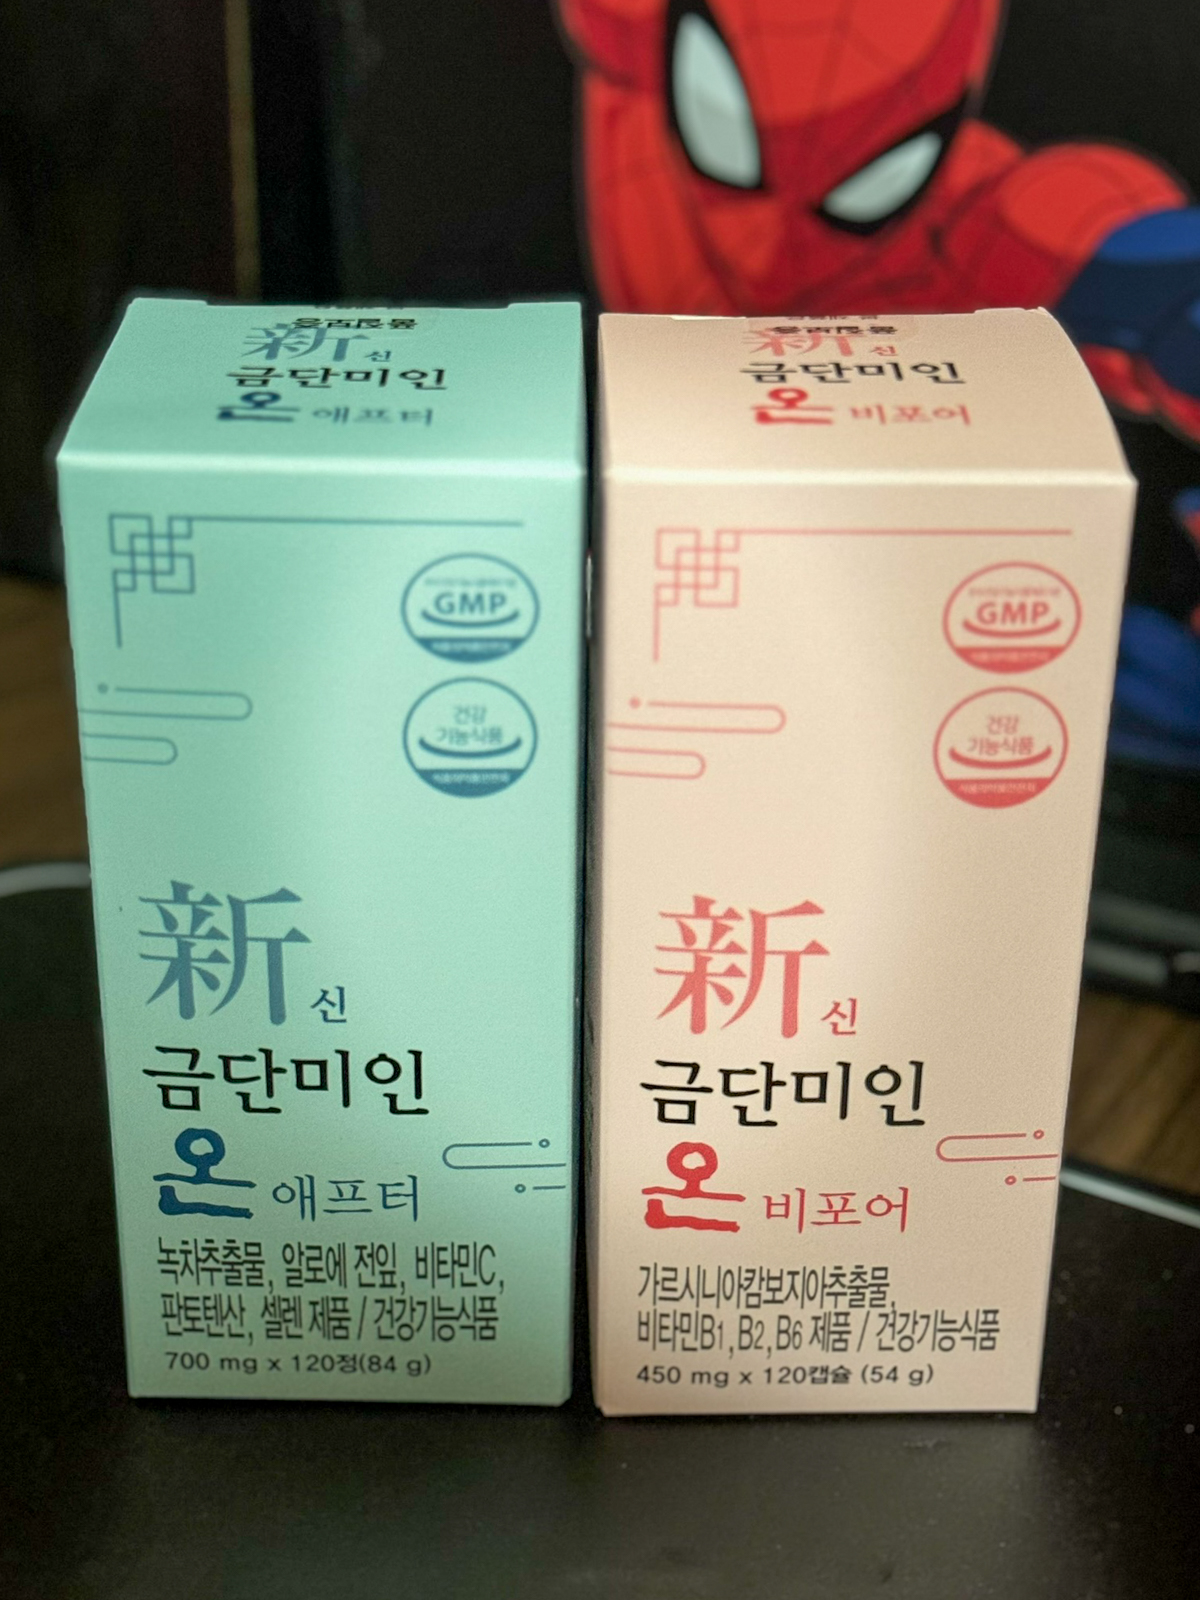 新 신
금단미인
온 애프터
GMP
건강
기능식품
新 신
금단미인
온 애프터
녹차추출물, 알로에 전잎, 비타민C,
판토텐산, 셀렌 제품 / 건강기능식품
700 mg x 120정(84 g)
新 신
금단미인
온 비포어
GMP
건강
기능식품
新 신
금단미인
온 비포어
가르시니아캄보지아추출물,
비타민B1, B2, B6 제품 / 건강기능식품
450 mg x 120캡슐 (54 g)